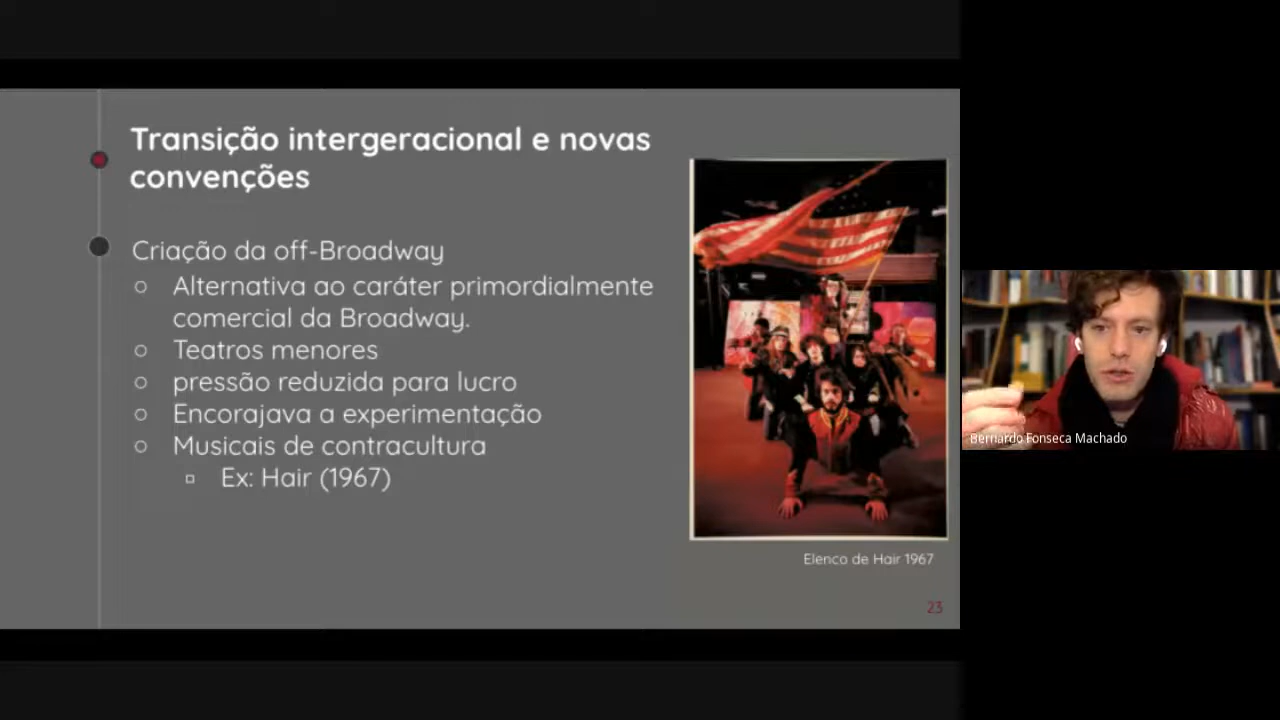 Transição intergeracional e novas
convenções
Criação da off-Broadway
Alternativa ao caráter primordialmente
comercial da Broadway.
Teatros menores
pressão reduzida para lucro
Encorajava a experimentação
Musicais de contracultura
Ex: Hair (1967)
Elenco de Hair 1967
23
Bernardo Fonseca Machado